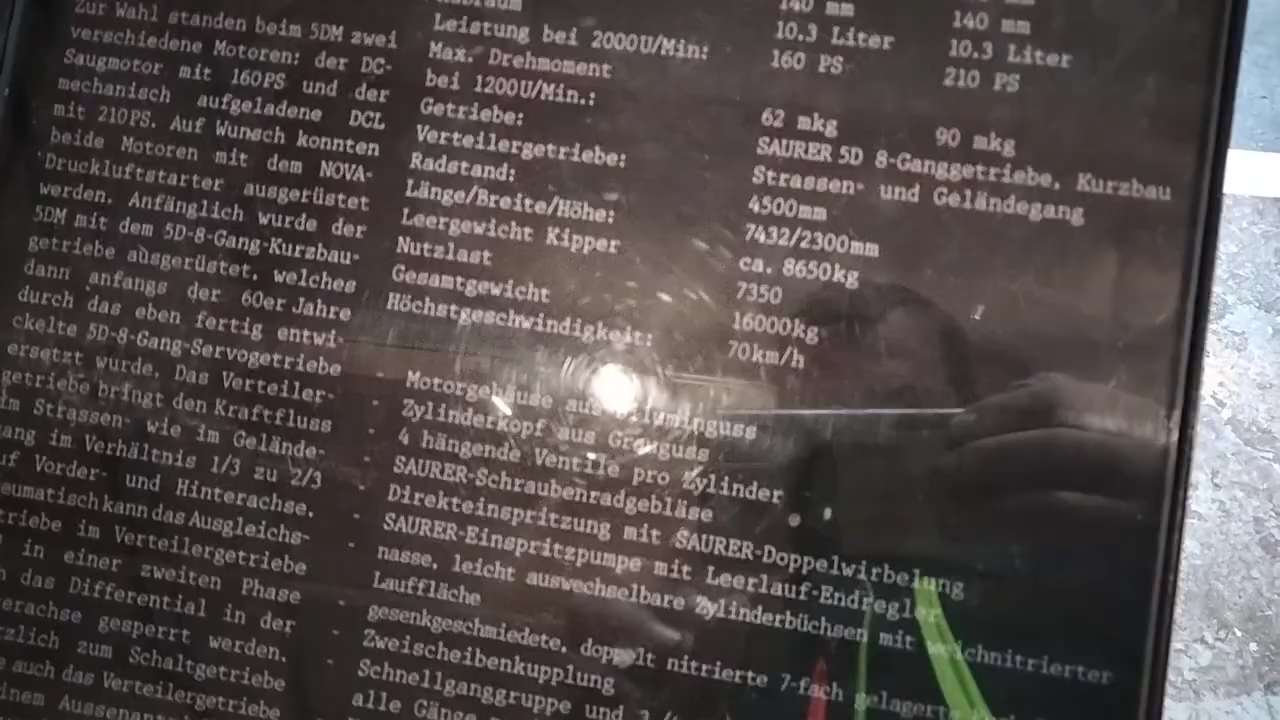 Zur Wahl standen beim 5DM zwei
verschiedene Motoren: der DC-
Saugmotor mit 160PS und der
mechanisch aufgeladene DCL
mit 210PS. Auf Wunsch konnten
beide Motoren mit dem NOVA-
Druckluftstarter ausgerüstet
werden. Anfänglich wurde der
5DM mit dem 5D-8-Gang-Kurzbau-
getriebe ausgerüstet, welches
dann anfangs der 60er Jahre
durch das eben fertig entwi-
ckelte 5D-8-Gang-Servogetriebe
ersetzt wurde, Das Verteiler-
getriebe bringt den Kraftfluss
im Strassen- wie im Gelände-
gang im Verhältnis 1/3 zu 2/3
auf Vorder- und Hinterachse.
kann das Ausgleichs-
im Verteilergetriebe
in einer zweiten Phase
das Differential in der
gesperrt werden.
zum Schaltgetriebe
auch das Verteilergetriebe
140 mm 140 mm
10.3 Liter 10.3 Liter
Leistung bei 2000U/Min: 160 PS 210 PS
Max. Drehmoment
bei 1200U/Min.: 62 mkg 90 mkg
Getriebe: SAURER 5D 8-Ganggetriebe, Kurzbau
Verteilergetriebe: Strassen- und Geländegang
Radstand: 4500mm
Länge/Breite/Höhe: 7432/2300mm
Leergewicht Kipper ca. 8650kg
Nutzlast 7350
Gesamtgewicht 16000kg
Höchstgeschwindigkeit: 70km/h
- Motorgehäuse aus Aluminguss
- Zylinderkopf aus Grauguss
- 4 hängende Ventile pro Zylinder
- SAURER-Schraubenradgebläse
- Direkteinspritzung mit SAURER-Doppelwirbelung
- SAURER-Einspritzpumpe mit Leerlauf-Endregler
- nasse, leicht auswechselbare Zylinderbüchsen mit weichnitrierter
Lauffläche
- gesenkgeschmiedete, doppelt nitrierte 7-fach gelagerte
- Zweischeibenkupplung
- Schnellganggruppe und
alle Gänge